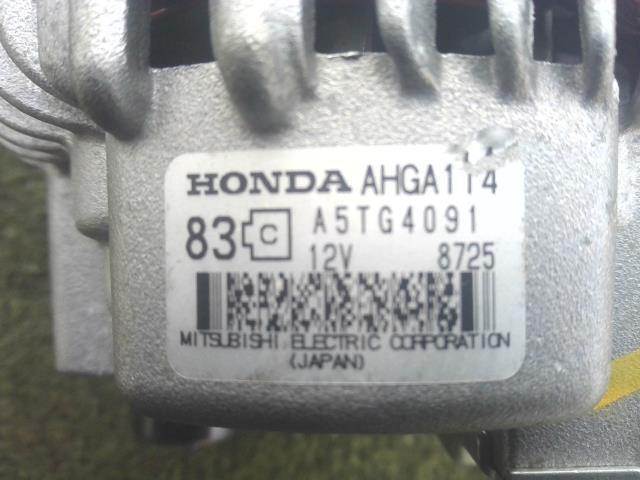 HONDA AHGA114
83 C A5TG4091
12V 8725
MITSUBISHI ELECTRIC CORPORATION
(JAPAN)